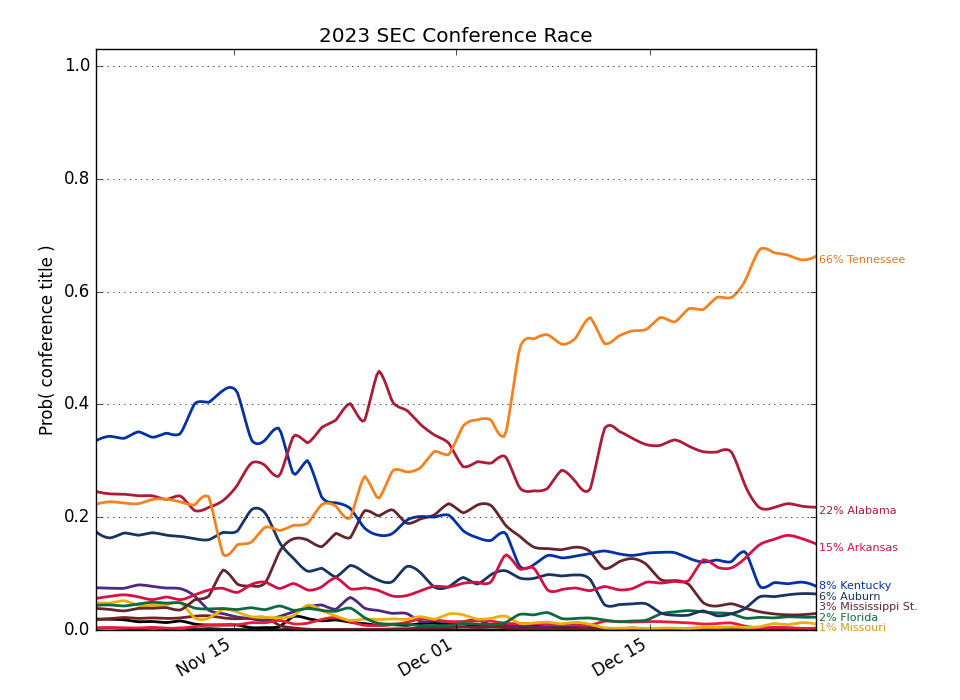 2023 SEC Conference Race
Prob( conference title )
1.0
0.8
0.6
0.4
0.2
0.0
Nov 15
Dec 01
Dec 15
66% Tennessee
22% Alabama
15% Arkansas
8% Kentucky
6% Auburn
3% Mississippi St.
2% Florida
1% Missouri